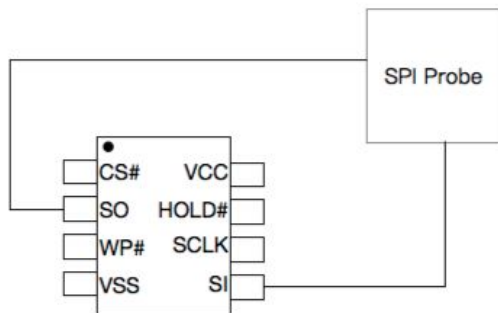 SPI Probe
CS# VCC
SO HOLD#
WP# SCLK
VSS SI